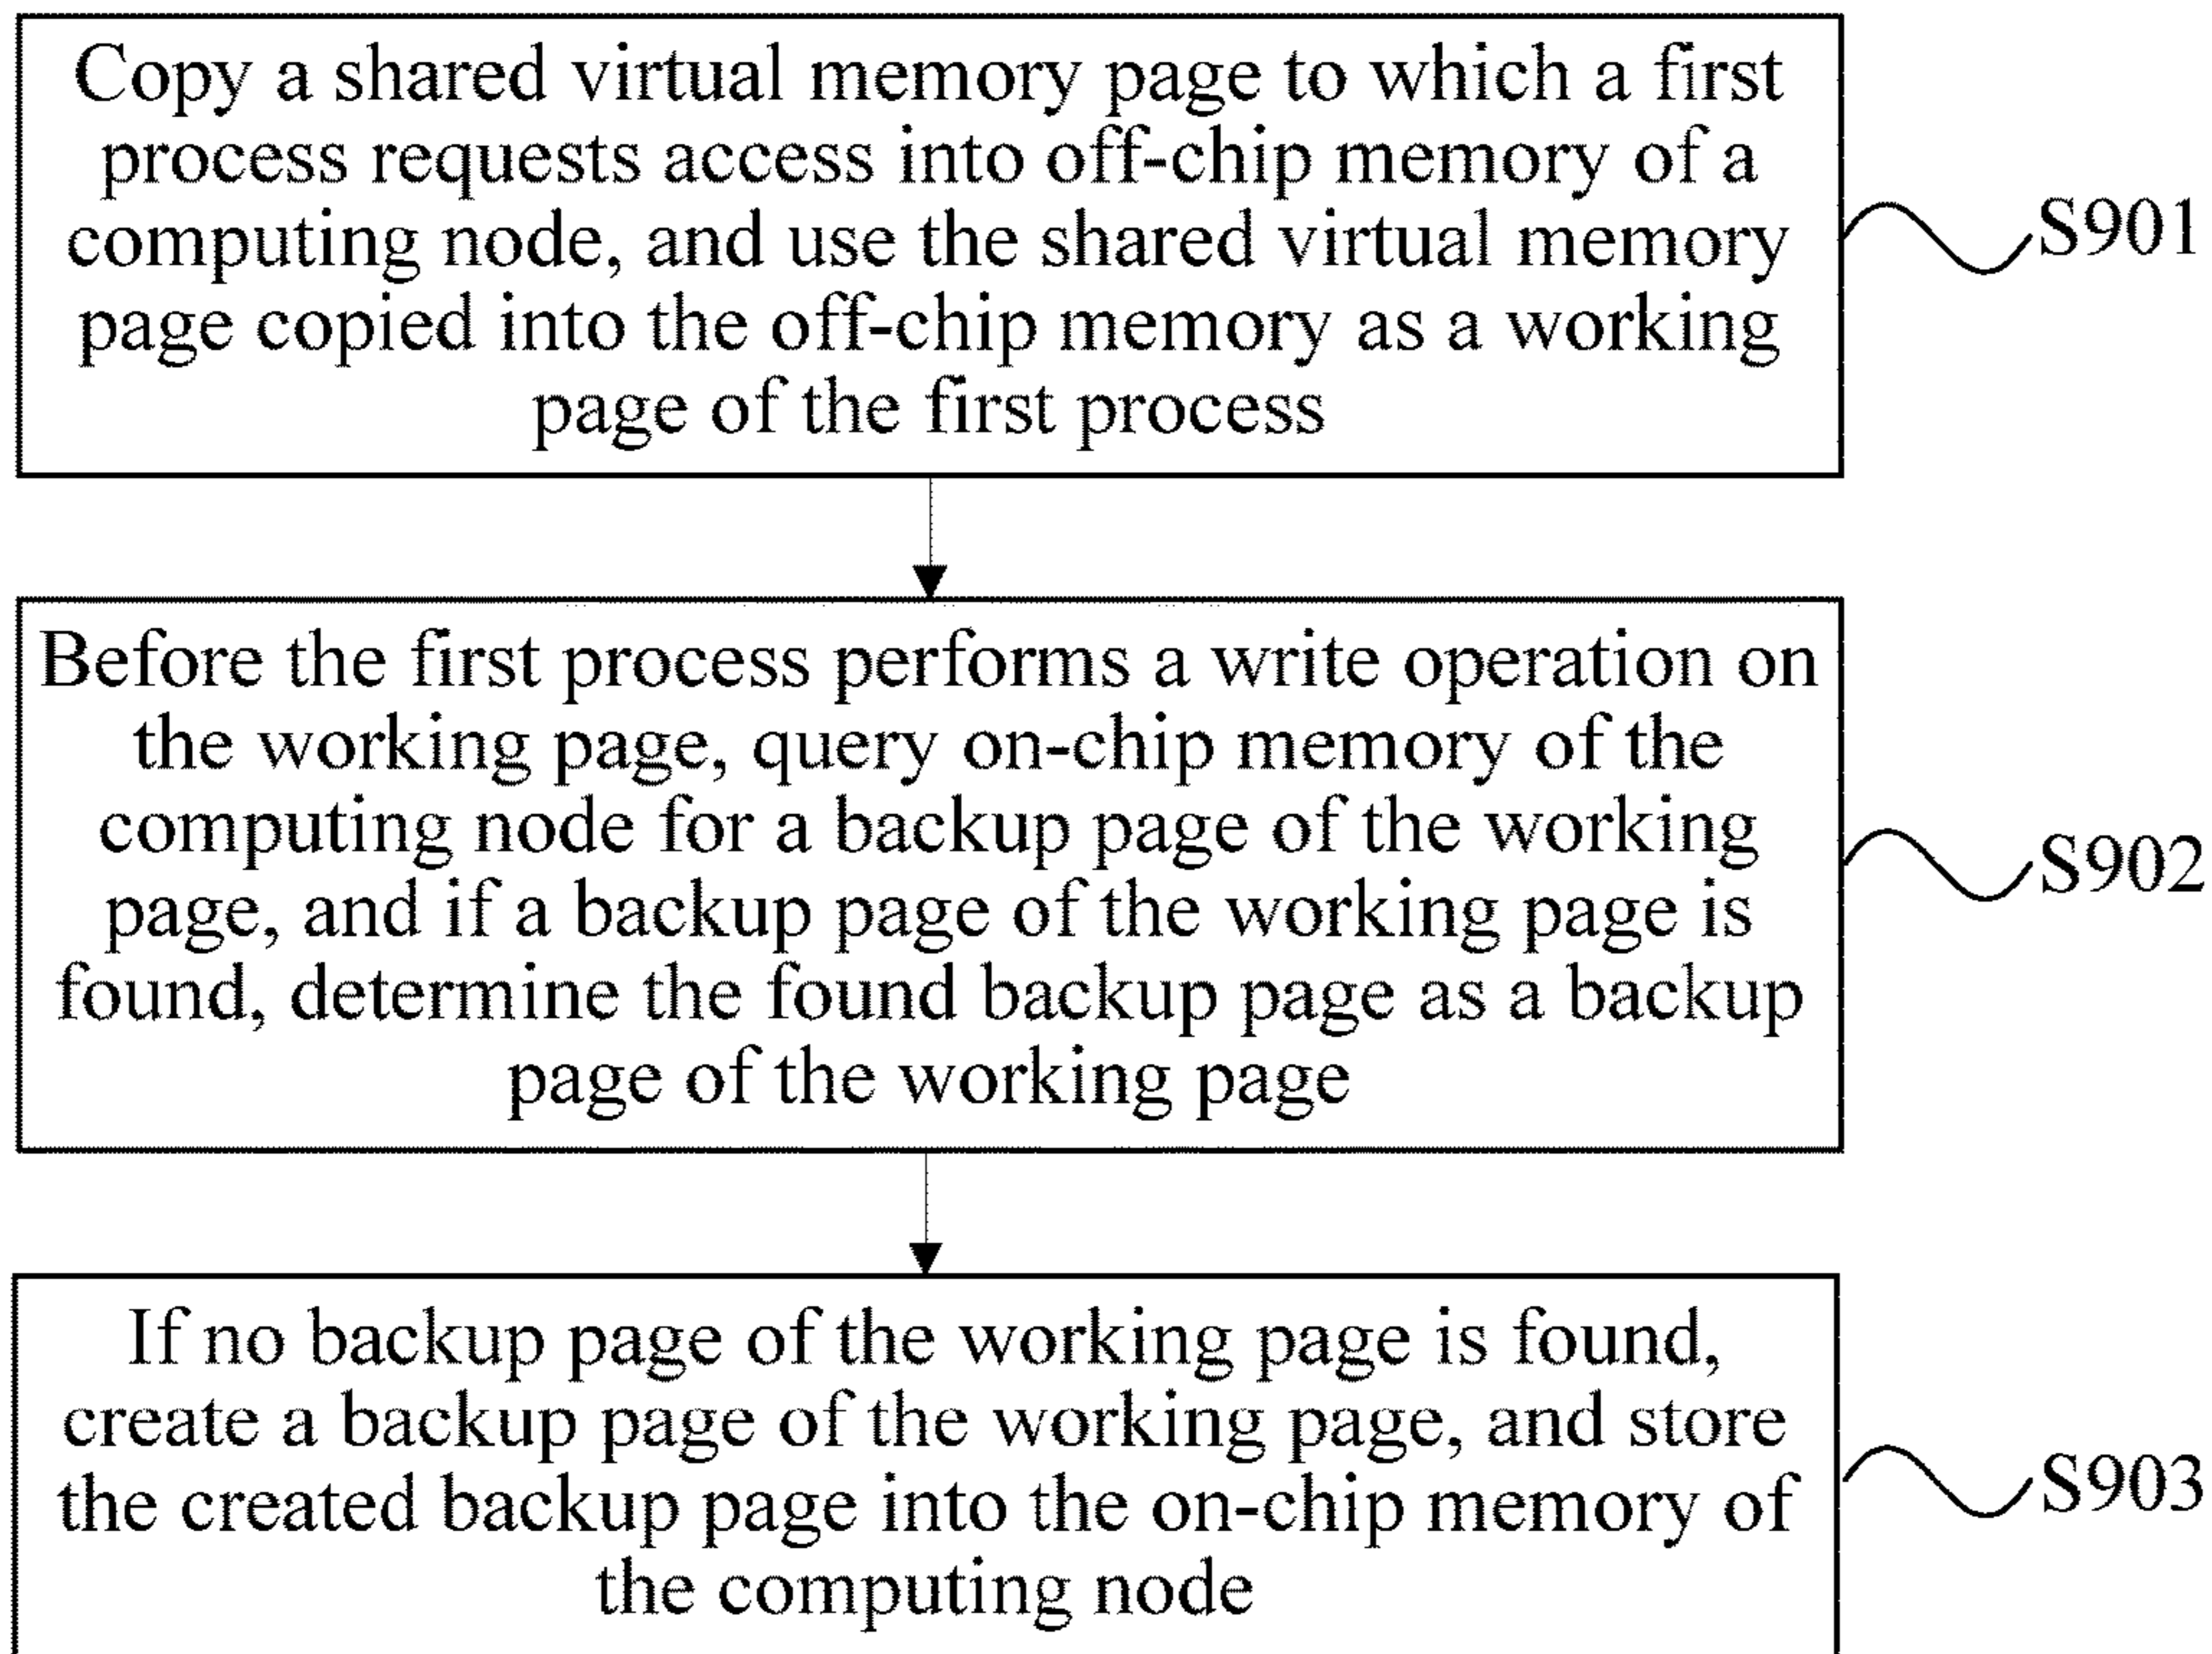 Copy a shared virtual memory page to which a first
process requests access into off-chip memory of a
computing node, and use the shared virtual memory
page copied into the off-chip memory as a working
page of the first process
S901
Before the first process performs a write operation on
the working page, query on-chip memory of the
computing node for a backup page of the working
page, and if a backup page of the working page is
found, determine the found backup page as a backup
page of the working page
S902
If no backup page of the working page is found,
create a backup page of the working page, and store
the created backup page into the on-chip memory of
the computing node
S903